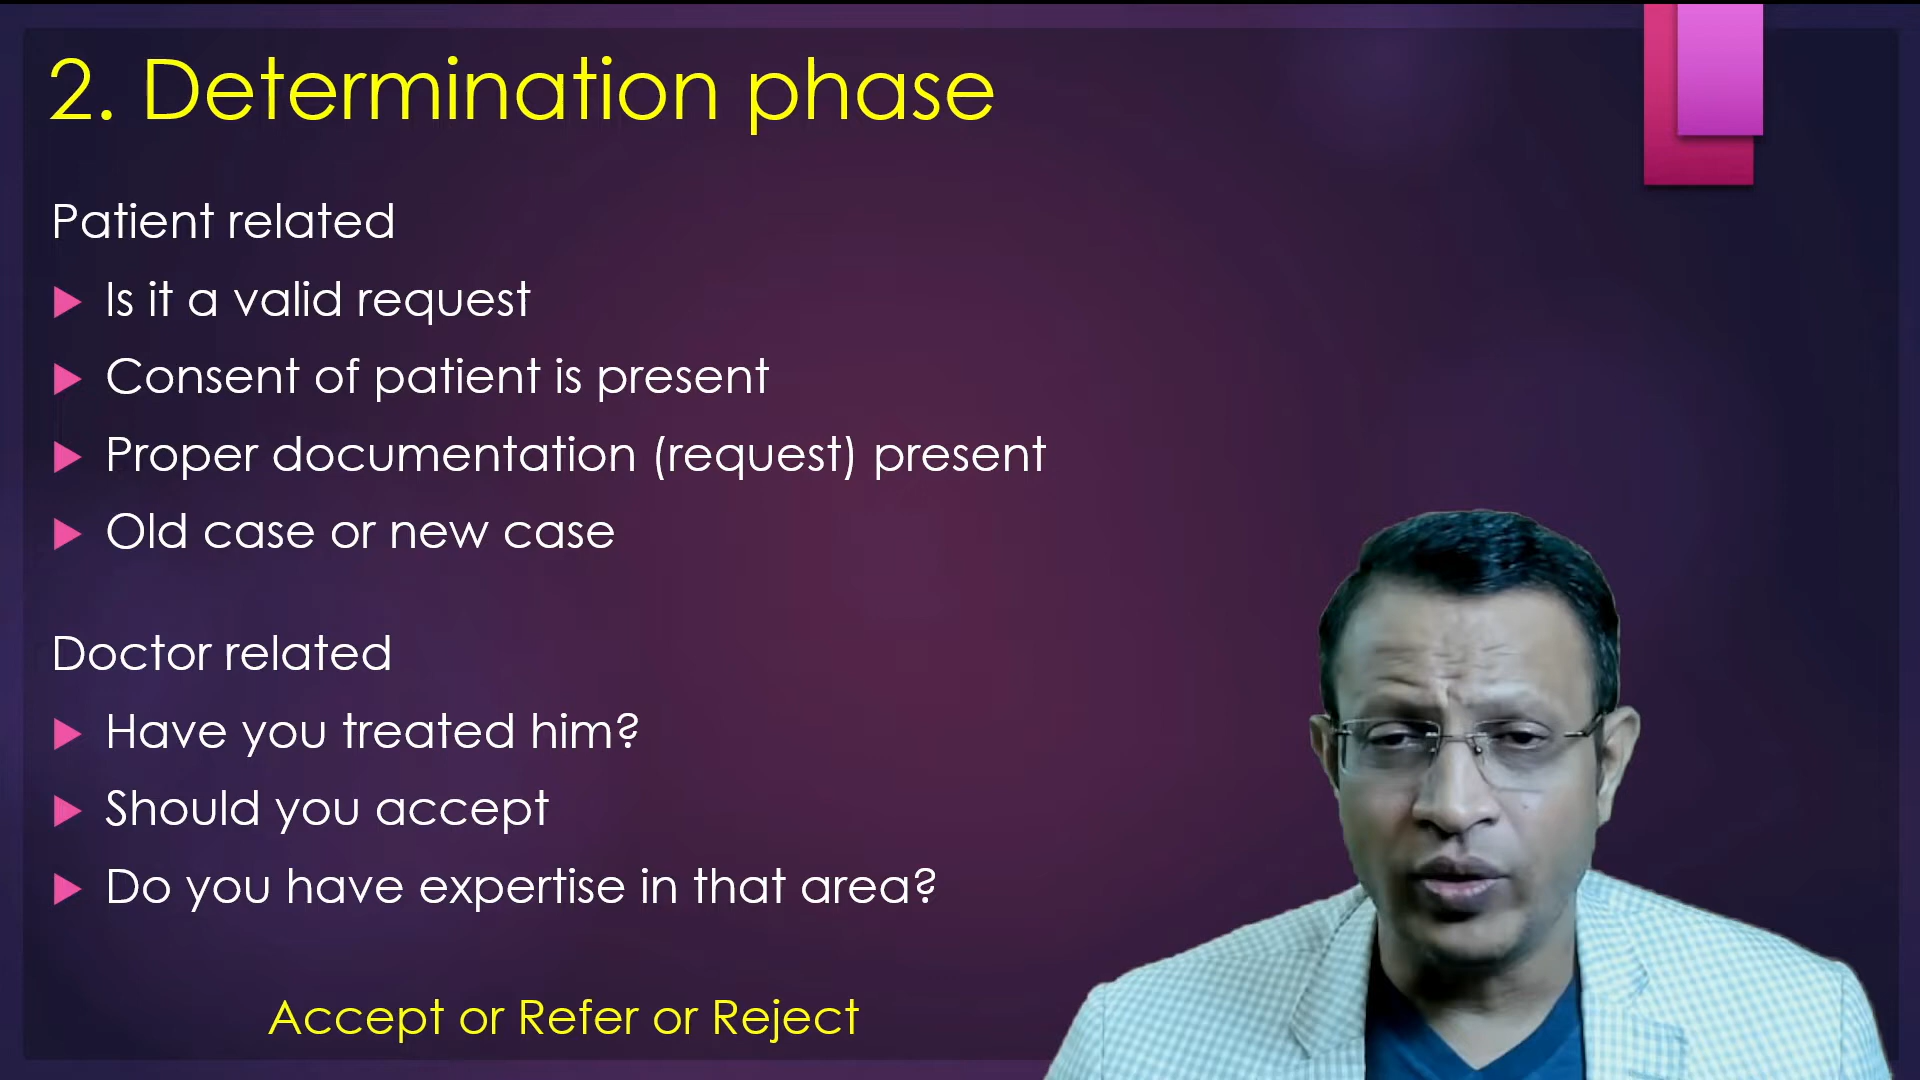 2. Determination phase
Patient related
Is it a valid request
Consent of patient is present
Proper documentation (request) present
Old case or new case
Doctor related
Have you treated him?
Should you accept
Do you have expertise in that area?
Accept or Refer or Reject